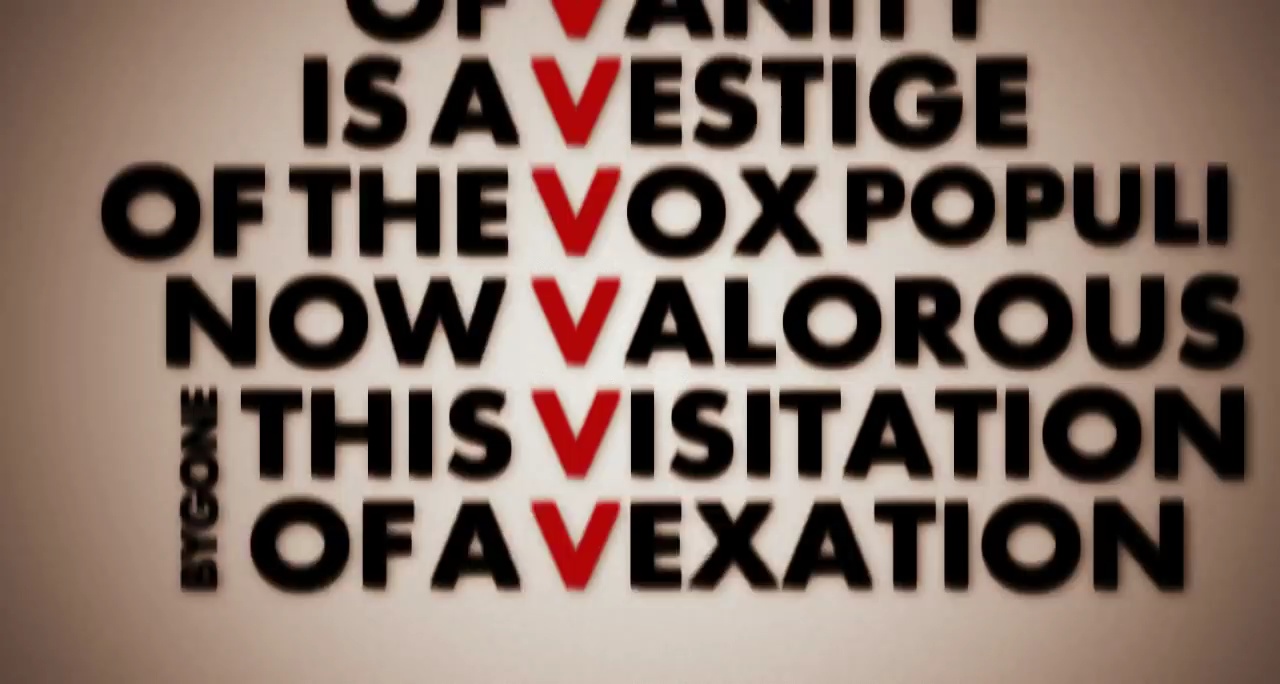 OF VANITY
IS A VESTIGE
OF THE VOX POPULI
NOW VALOROUS
THIS VISITATION
BYGONE
OF A VEXATION